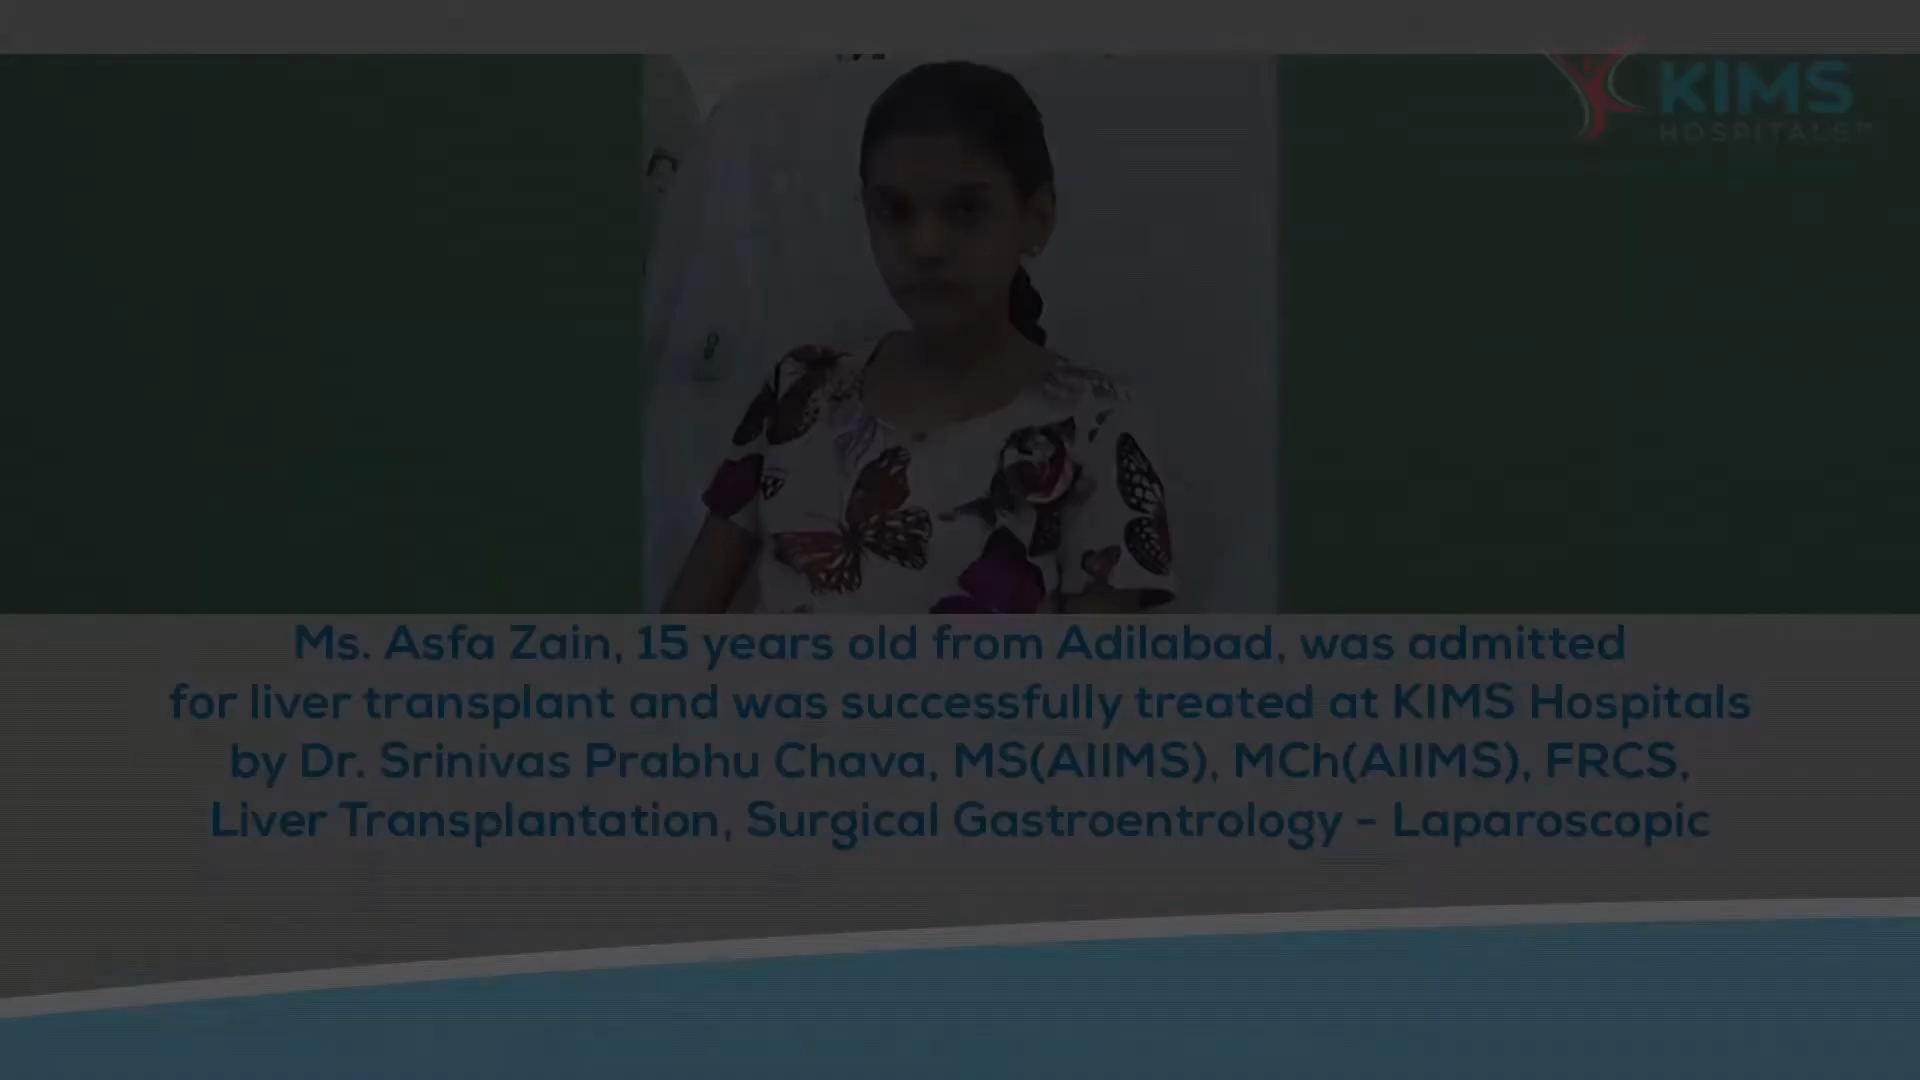 KIMS
HOSPITALS™
Ms. Asfa Zain, 15 years old from Adilabad, was admitted
for liver transplant and was successfully treated at KIMS Hospitals
by Dr. Srinivas Prabhu Chava, MS(AIIMS), MCh(AIIMS), FRCS,
Liver Transplantation, Surgical Gastroentrology - Laparoscopic